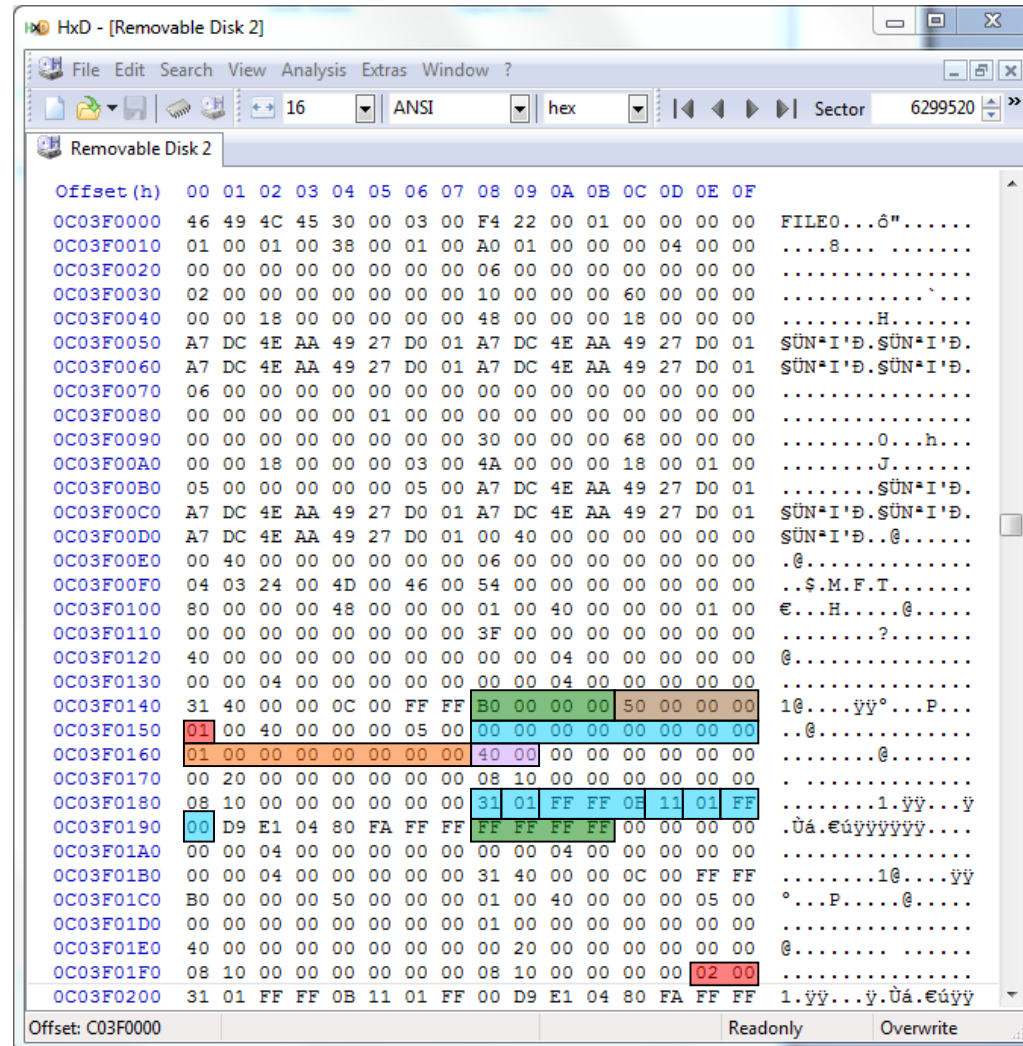 HxD - [Removable Disk 2]
File Edit Search View Analysis Extras Window ?
16 ANSI hex Sector 6299520 »
Removable Disk 2
Offset(h) 00 01 02 03 04 05 06 07 08 09 0A 0B 0C 0D 0E 0F
0C03F0000 46 49 4C 45 30 00 03 00 F4 22 00 01 00 00 00 00 FILE0...ô"......
0C03F0010 01 00 01 00 38 00 01 00 A0 01 00 00 00 04 00 00 ....8... .......
0C03F0020 00 00 00 00 00 00 00 00 06 00 00 00 00 00 00 00 ................
0C03F0030 02 00 00 00 00 00 00 00 10 00 00 00 60 00 00 00 ............`...
0C03F0040 00 00 18 00 00 00 00 00 48 00 00 00 18 00 00 00 ........H.......
0C03F0050 A7 DC 4E AA 49 27 D0 01 A7 DC 4E AA 49 27 D0 01 §ÜNªI'Ð.§ÜNªI'Ð.
0C03F0060 A7 DC 4E AA 49 27 D0 01 A7 DC 4E AA 49 27 D0 01 §ÜNªI'Ð.§ÜNªI'Ð.
0C03F0070 06 00 00 00 00 00 00 00 00 00 00 00 00 00 00 00 ................
0C03F0080 00 00 00 00 00 01 00 00 00 00 00 00 00 00 00 00 ................
0C03F0090 00 00 00 00 00 00 00 00 30 00 00 00 68 00 00 00 ........0...h...
0C03F00A0 00 00 18 00 00 00 03 00 4A 00 00 00 18 00 01 00 ........J.......
0C03F00B0 05 00 00 00 00 00 05 00 A7 DC 4E AA 49 27 D0 01 ........§ÜNªI'Ð.
0C03F00C0 A7 DC 4E AA 49 27 D0 01 A7 DC 4E AA 49 27 D0 01 §ÜNªI'Ð.§ÜNªI'Ð.
0C03F00D0 A7 DC 4E AA 49 27 D0 01 00 40 00 00 00 00 00 00 §ÜNªI'Ð..@......
0C03F00E0 00 40 00 00 00 00 00 00 06 00 00 00 00 00 00 00 .@..............
0C03F00F0 04 03 24 00 4D 00 46 00 54 00 00 00 00 00 00 00 ..$.M.F.T.......
0C03F0100 80 00 00 00 48 00 00 00 01 00 40 00 00 00 01 00 €...H.....@.....
0C03F0110 00 00 00 00 00 00 00 00 3F 00 00 00 00 00 00 00 ........?.......
0C03F0120 40 00 00 00 00 00 00 00 00 00 04 00 00 00 00 00 @...............
0C03F0130 00 00 04 00 00 00 00 00 00 00 04 00 00 00 00 00 ................
0C03F0140 31 40 00 00 0C 00 FF FF B0 00 00 00 50 00 00 00 1@....ÿÿ°...P...
0C03F0150 01 00 40 00 00 00 05 00 00 00 00 00 00 00 00 00 ..@.............
0C03F0160 01 00 00 00 00 00 00 00 40 00 00 00 00 00 00 00 ........@.......
0C03F0170 00 20 00 00 00 00 00 00 08 10 00 00 00 00 00 00 . ..............
0C03F0180 08 10 00 00 00 00 00 00 31 01 FF FF 0B 11 01 FF ........1.ÿÿ...ÿ
0C03F0190 00 D9 E1 04 80 FA FF FF FF FF FF FF 00 00 00 00 .Ùá.€úÿÿÿÿÿÿ....
0C03F01A0 00 00 04 00 00 00 00 00 00 00 04 00 00 00 00 00 ................
0C03F01B0 00 00 04 00 00 00 00 00 31 40 00 00 0C 00 FF FF ........1@....ÿÿ
0C03F01C0 B0 00 00 00 50 00 00 00 01 00 40 00 00 00 05 00 °...P.....@.....
0C03F01D0 00 00 00 00 00 00 00 00 01 00 00 00 00 00 00 00 ................
0C03F01E0 40 00 00 00 00 00 00 00 00 20 00 00 00 00 00 00 @........ ......
0C03F01F0 08 10 00 00 00 00 00 00 08 10 00 00 00 00 02 00 ................
0C03F0200 31 01 FF FF 0B 11 01 FF 00 D9 E1 04 80 FA FF FF 1.ÿÿ...ÿ.Ùá.€úÿÿ
Offset: C03F0000 Readonly Overwrite